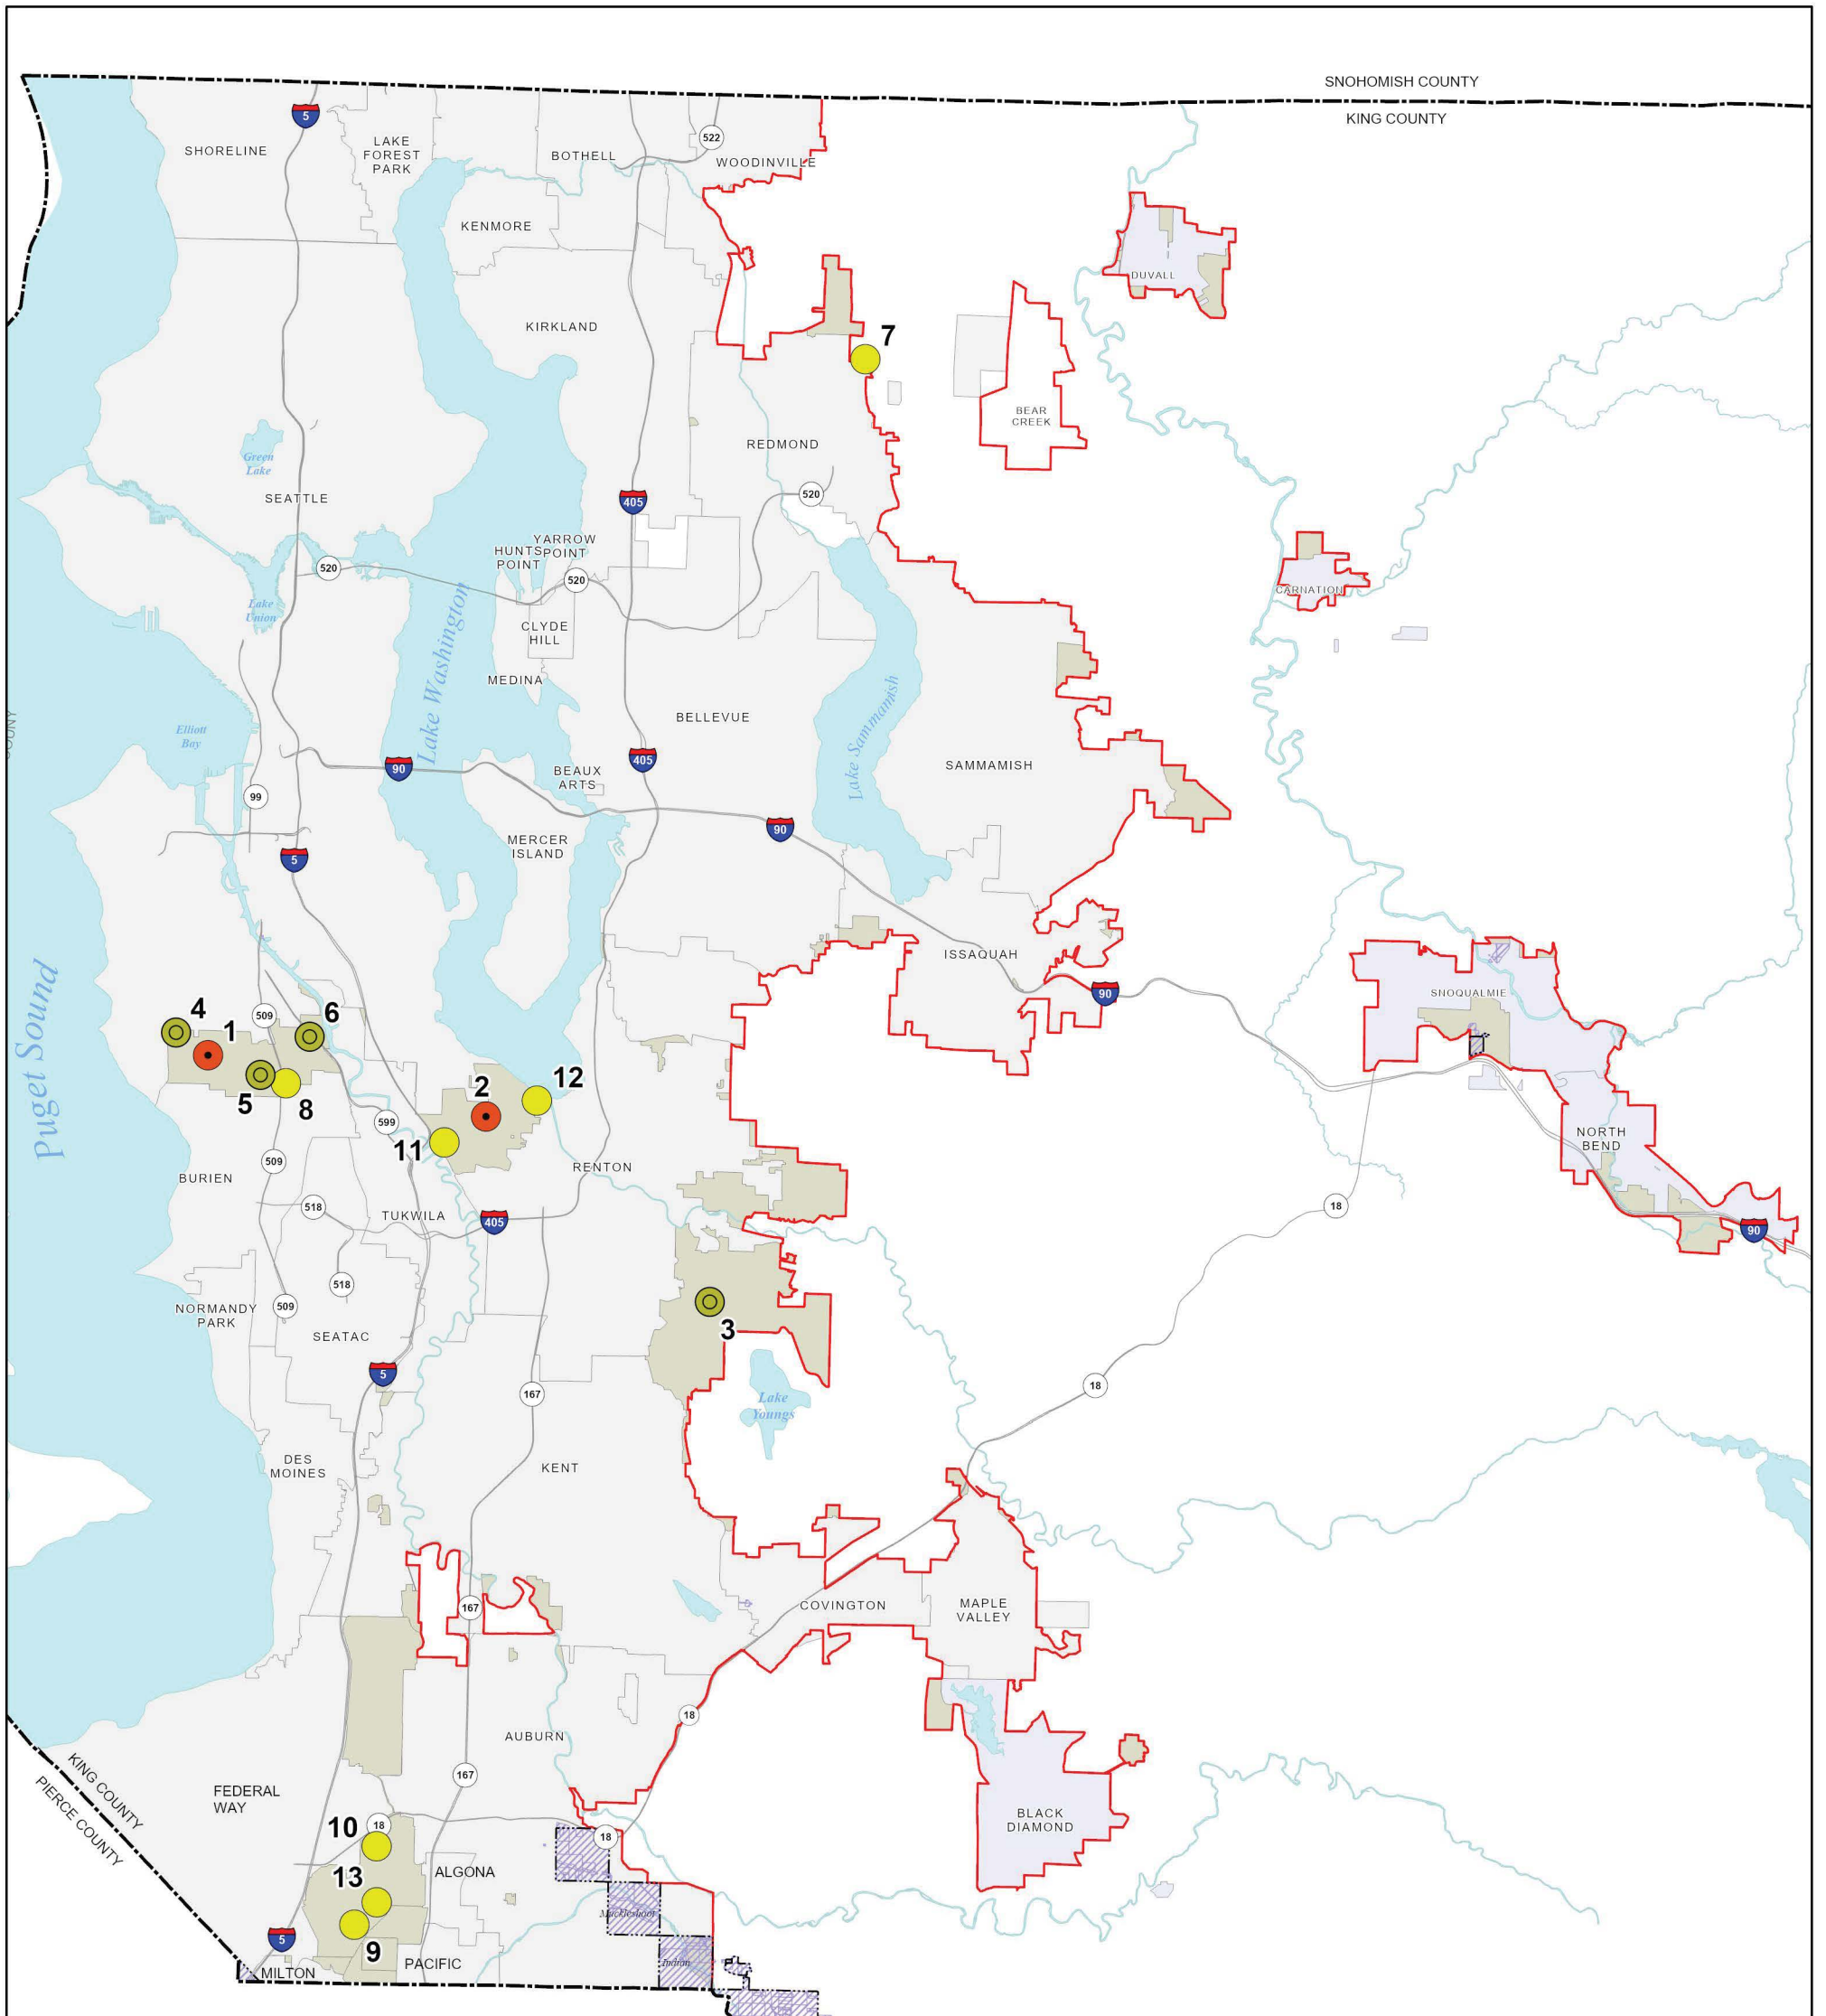 SNOHOMISH COUNTY
KING COUNTY
5
SHORELINE
LAKE
FOREST
PARK
BOTHELL
522
WOODINVILLE
KENMORE
DUVALL
KIRKLAND
7
BEAR
CREEK
REDMOND
Green
Lake
SEATTLE
405
520
YARROW
POINT
HUNTS
POINT
520
520
CARNATION
Lake
Union
Lake Washington
CLYDE
HILL
MEDINA
BELLEVUE
Lake Sammamish
COUNTY
Elliott
Bay
90
405
BEAUX
ARTS
SAMMAMISH
99
90
MERCER
ISLAND
5
ISSAQUAH
90
SNOQUALMIE
Puget Sound
4
1
509
6
5
8
2
12
599
11
NORTH
BEND
509
BURIEN
RENTON
518
TUKWILA
405
18
90
518
509
NORMANDY
PARK
SEATAC
3
5
167
18
Lake
Youngs
DES
MOINES
KENT
167
COVINGTON
MAPLE
VALLEY
18
AUBURN
KING COUNTY
PIERCE COUNTY
167
FEDERAL
WAY
10
18
18
BLACK
DIAMOND
13
ALGONA
Muckleshoot
5
9
PACIFIC
Indian
MILTON